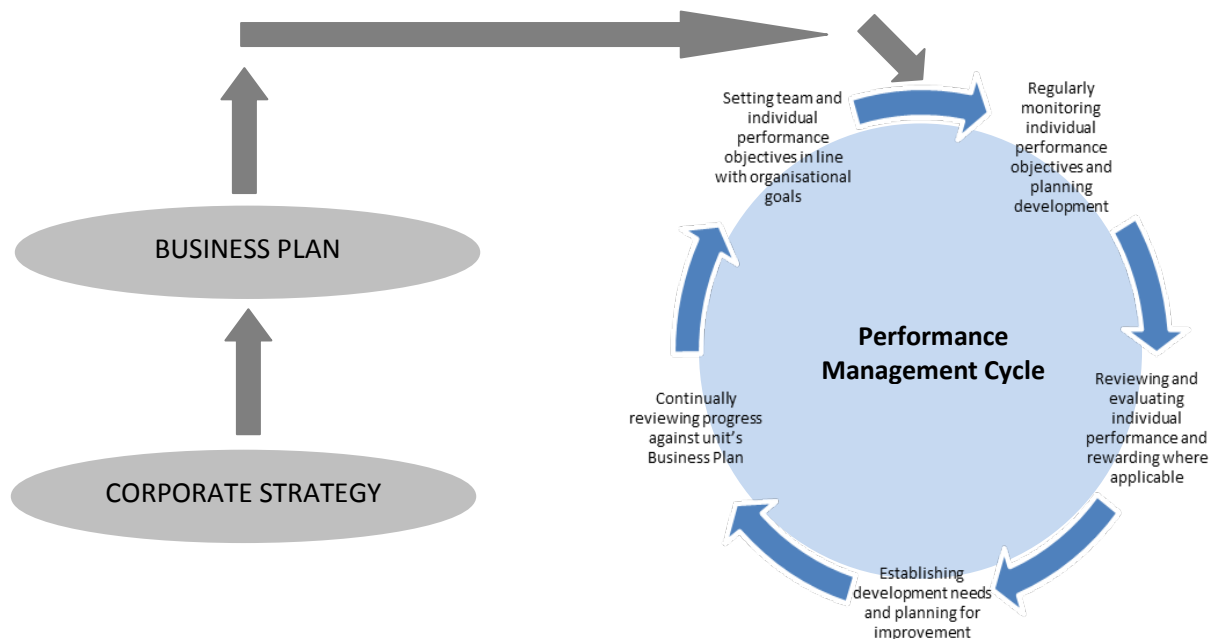 BUSINESS PLAN
CORPORATE STRATEGY
Setting team and
individual
performance
objectives in line
with organisational
goals
Regularly
monitoring
individual
performance
objectives and
planning
development
Performance
Management Cycle
Reviewing and
evaluating
individual
performance and
rewarding where
applicable
Establishing
development needs
and planning for
improvement
Continually
reviewing progress
against unit’s
Business Plan